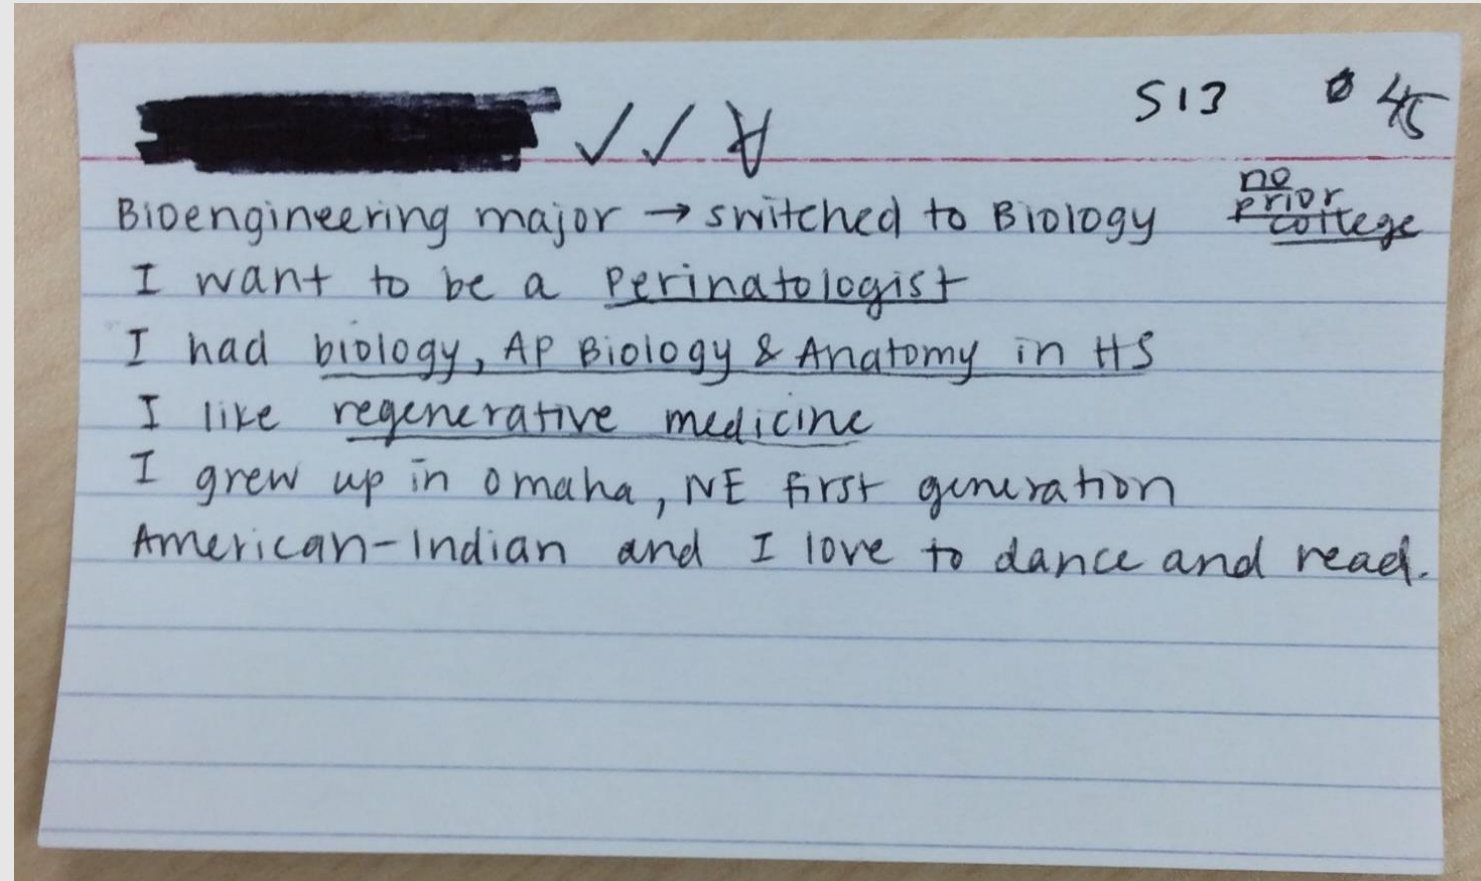 ✓ ✓ ∀ S13 45
Bioengineering major → switched to Biology
no
prior
college
I want to be a perinatologist
I had biology, AP Biology & Anatomy in HS
I like regenerative medicine
I grew up in Omaha, NE first generation
American-Indian and I love to dance and read.